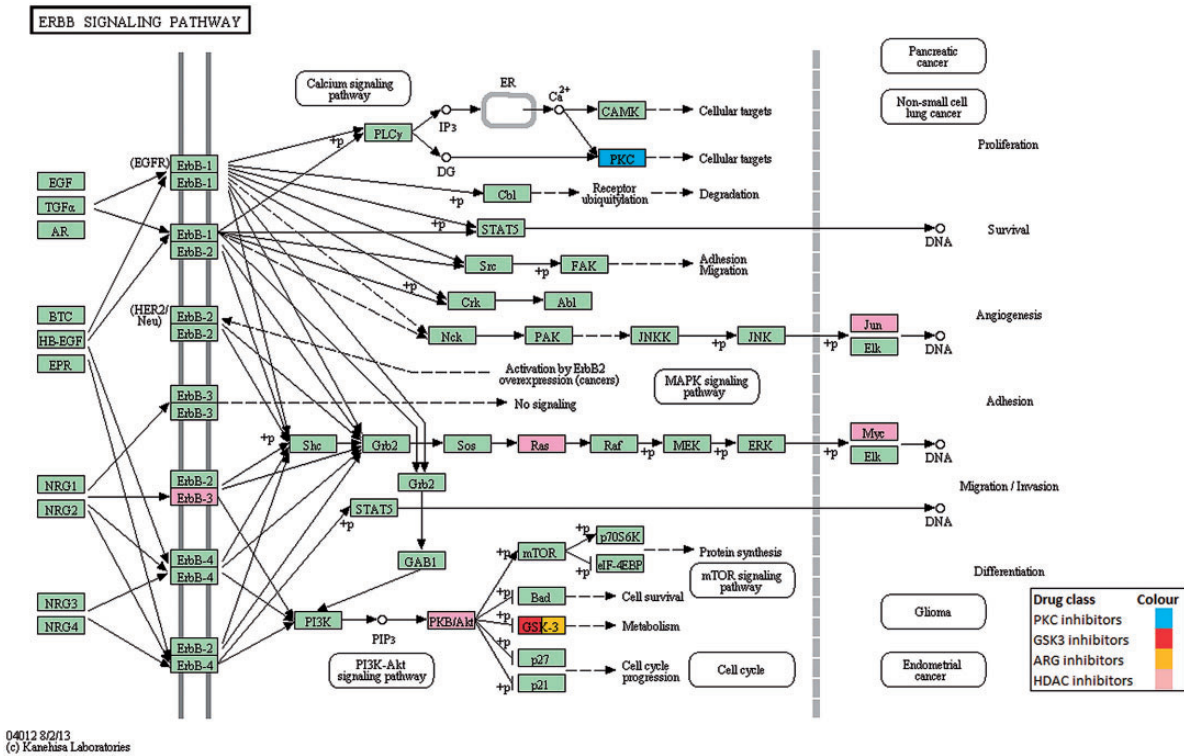 ERBB SIGNALING PATHWAY
Calcium signaling
pathway
ER
Ca2+
IP3
CAMK
Cellular targets
+p
PLCγ
DG
PKC
Cellular targets
Pancreatic
cancer
Non-small cell
lung cancer
Proliferation
(EGFR)
ErbB-1
ErbB-1
EGF
TGFα
AR
+p
Cbl
Receptor
ubiquitylation
Degradation
+p
STAT5
DNA
Survival
ErbB-1
ErbB-2
Src
+p
FAK
Adhesion
Migration
+p
Crk
Abl
BTC
HB-EGF
EPR
(HER2/
Neu)
ErbB-2
ErbB-2
Nck
PAK
JNKK
+p
JNK
+p
Jun
Elk
DNA
Angiogenesis
Activation by ErbB2
overexpression (cancers)
MAPK signaling
pathway
ErbB-3
ErbB-3
No signaling
Adhesion
+p
Shc
Grb2
Sos
Ras
Raf
+p
MEK
+p
ERK
+p
Myc
Elk
DNA
NRG1
NRG2
ErbB-2
ErbB-3
Grb2
+p
STAT5
DNA
Migration / Invasion
ErbB-4
ErbB-4
GAB1
+p
mTOR
+p
p70S6K
+p
eIF-4EBP
Protein synthesis
mTOR signaling
pathway
Differentiation
NRG3
NRG4
PI3K
PIP3
PKB/Akt
+p
Bad
Cell survival
+p
GSK-3
Metabolism
+p
p27
+p
p21
Cell cycle
progression
Cell cycle
ErbB-2
ErbB-4
PI3K-Akt
signaling pathway
Glioma
Endometrial
cancer
Drug class Colour
PKC inhibitors
GSK3 inhibitors
ARG inhibitors
HDAC inhibitors
04012 8/2/13
(c) Kanehisa Laboratories